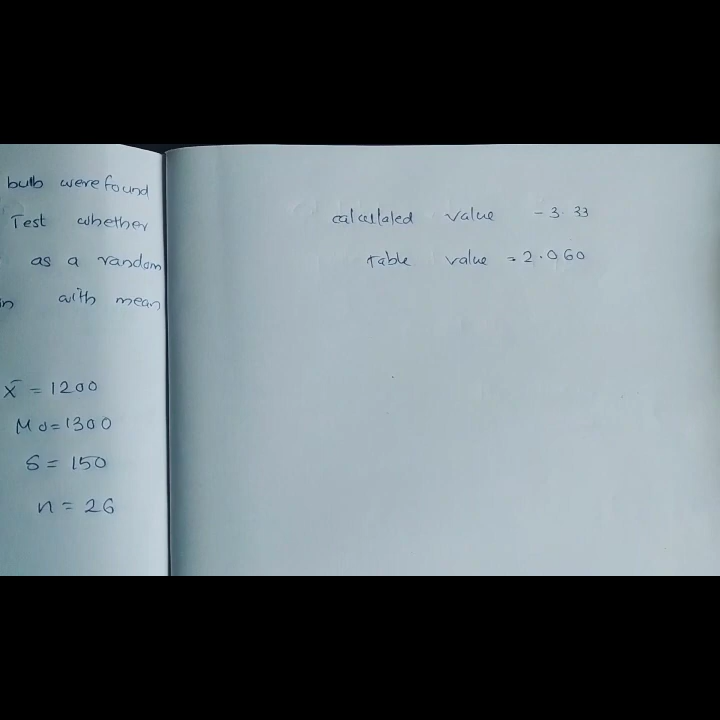 bulb were found
Test whether
as a random
in with mean
x̄ = 1200
Mo = 1300
S = 150
n = 26
calculated value - 3.33
table value = 2.060